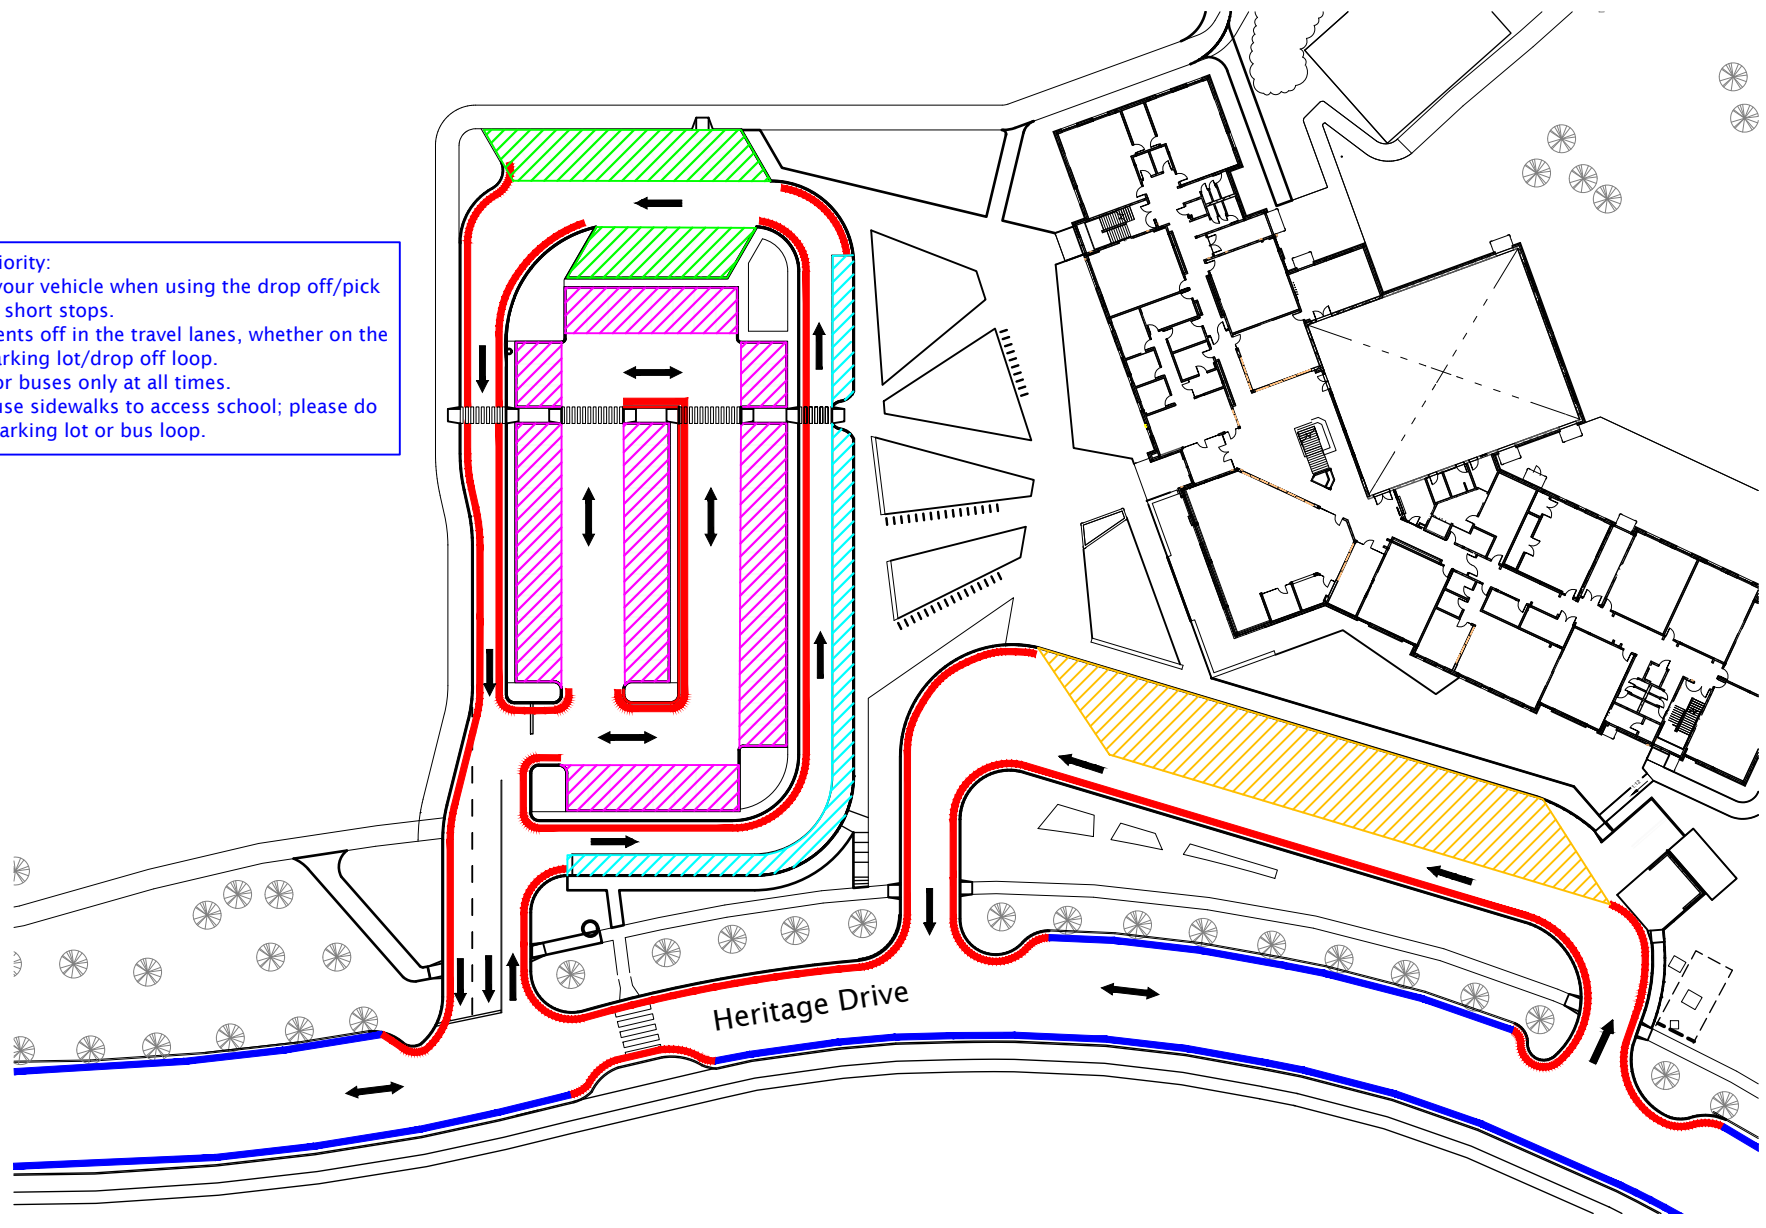 iority:
your vehicle when using the drop off/pick
short stops.
ents off in the travel lanes, whether on the
arking lot/drop off loop.
or buses only at all times.
use sidewalks to access school; please do
arking lot or bus loop.
Heritage Drive